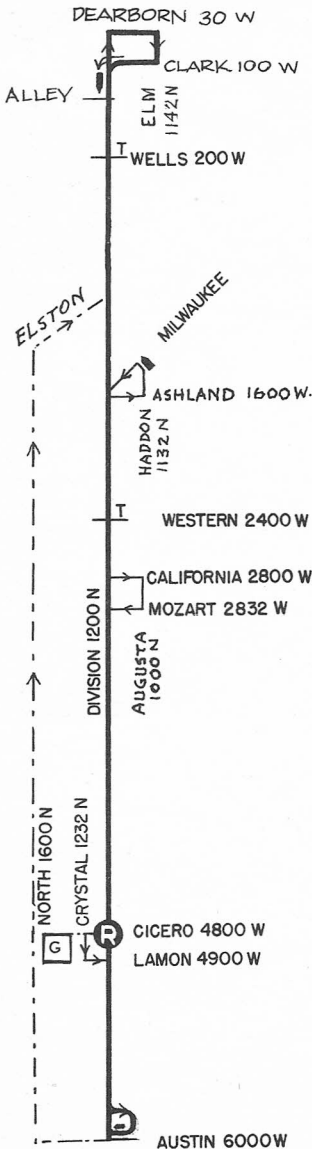 DEARBORN 30 W
CLARK 100 W
ALLEY
ELM
1142 N
T
WELLS 200 W
ELSTON
MILWAUKEE
ASHLAND 1600 W.
HADDON
1132 N
T
WESTERN 2400 W
CALIFORNIA 2800 W
MOZART 2832 W
DIVISION 1200 N
AUGUSTA
1000 N
NORTH 1600 N
CRYSTAL 1232 N
G
R
CICERO 4800 W
LAMON 4900 W
AUSTIN 6000 W